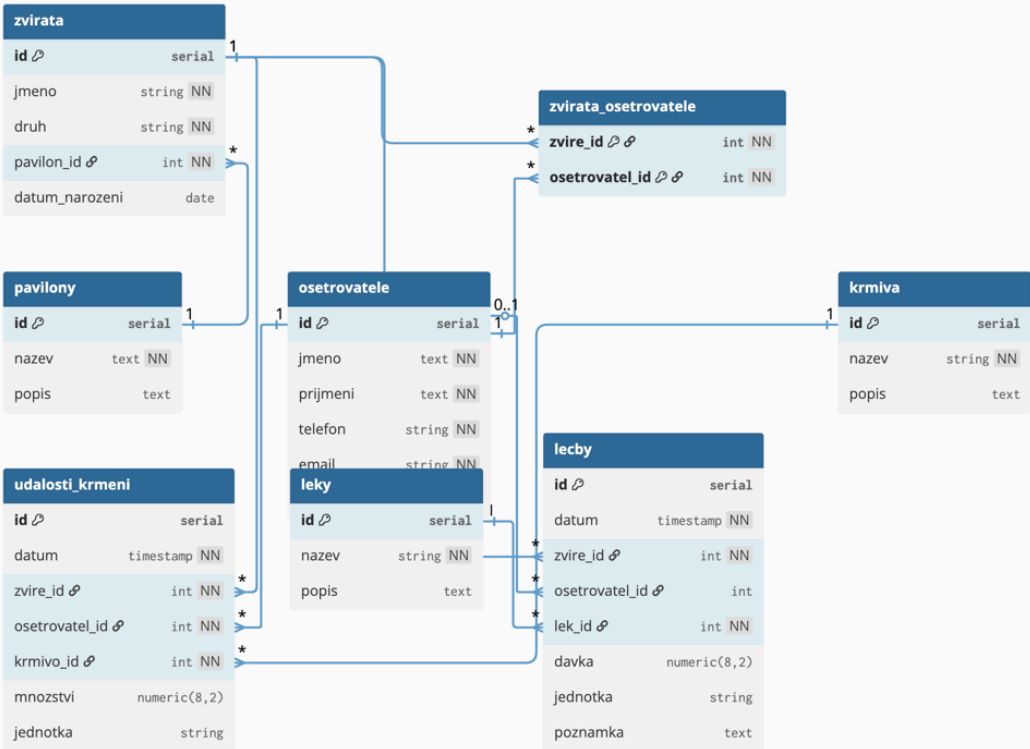 zvirata
id serial
jmeno string NN
druh string NN
pavilon_id int NN
datum_narozeni date
1
*
zvirata_osetrovatele
* zvire_id int NN
* osetrovatel_id int NN
pavilony
id serial
nazev text NN
popis text
1
osetrovatele
1 id serial
jmeno text NN
prijmeni text NN
telefon string NN
email string NN
0..1
1
krmiva
1 id serial
nazev string NN
popis text
udalosti_krmeni
id serial
datum timestamp NN
zvire_id int NN *
osetrovatel_id int NN *
krmivo_id int NN *
mnozstvi numeric(8,2)
jednotka string
leky
id serial
nazev string NN
popis text
lecby
id serial
datum timestamp NN
* zvire_id int NN
* osetrovatel_id int
* lek_id int NN
davka numeric(8,2)
jednotka string
poznamka text